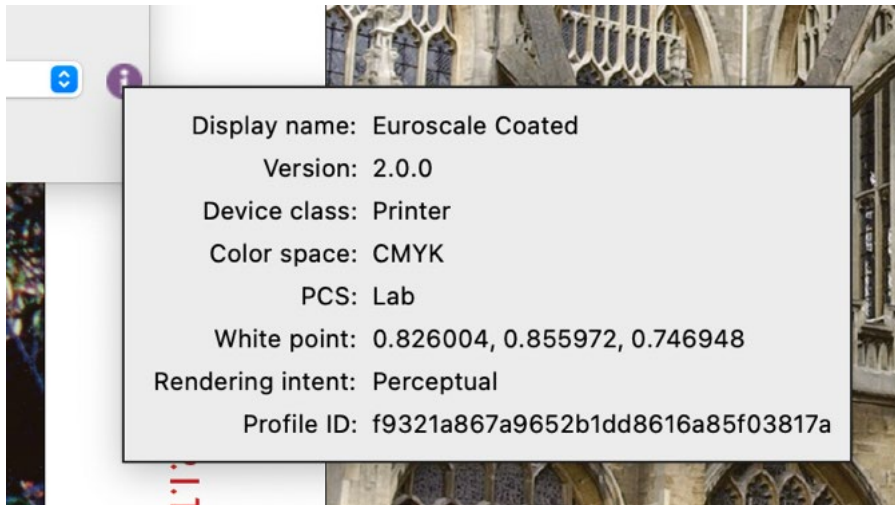 Display name: Euroscale Coated
Version: 2.0.0
Device class: Printer
Color space: CMYK
PCS: Lab
White point: 0.826004, 0.855972, 0.746948
Rendering intent: Perceptual
Profile ID: f9321a867a9652b1dd8616a85f03817a